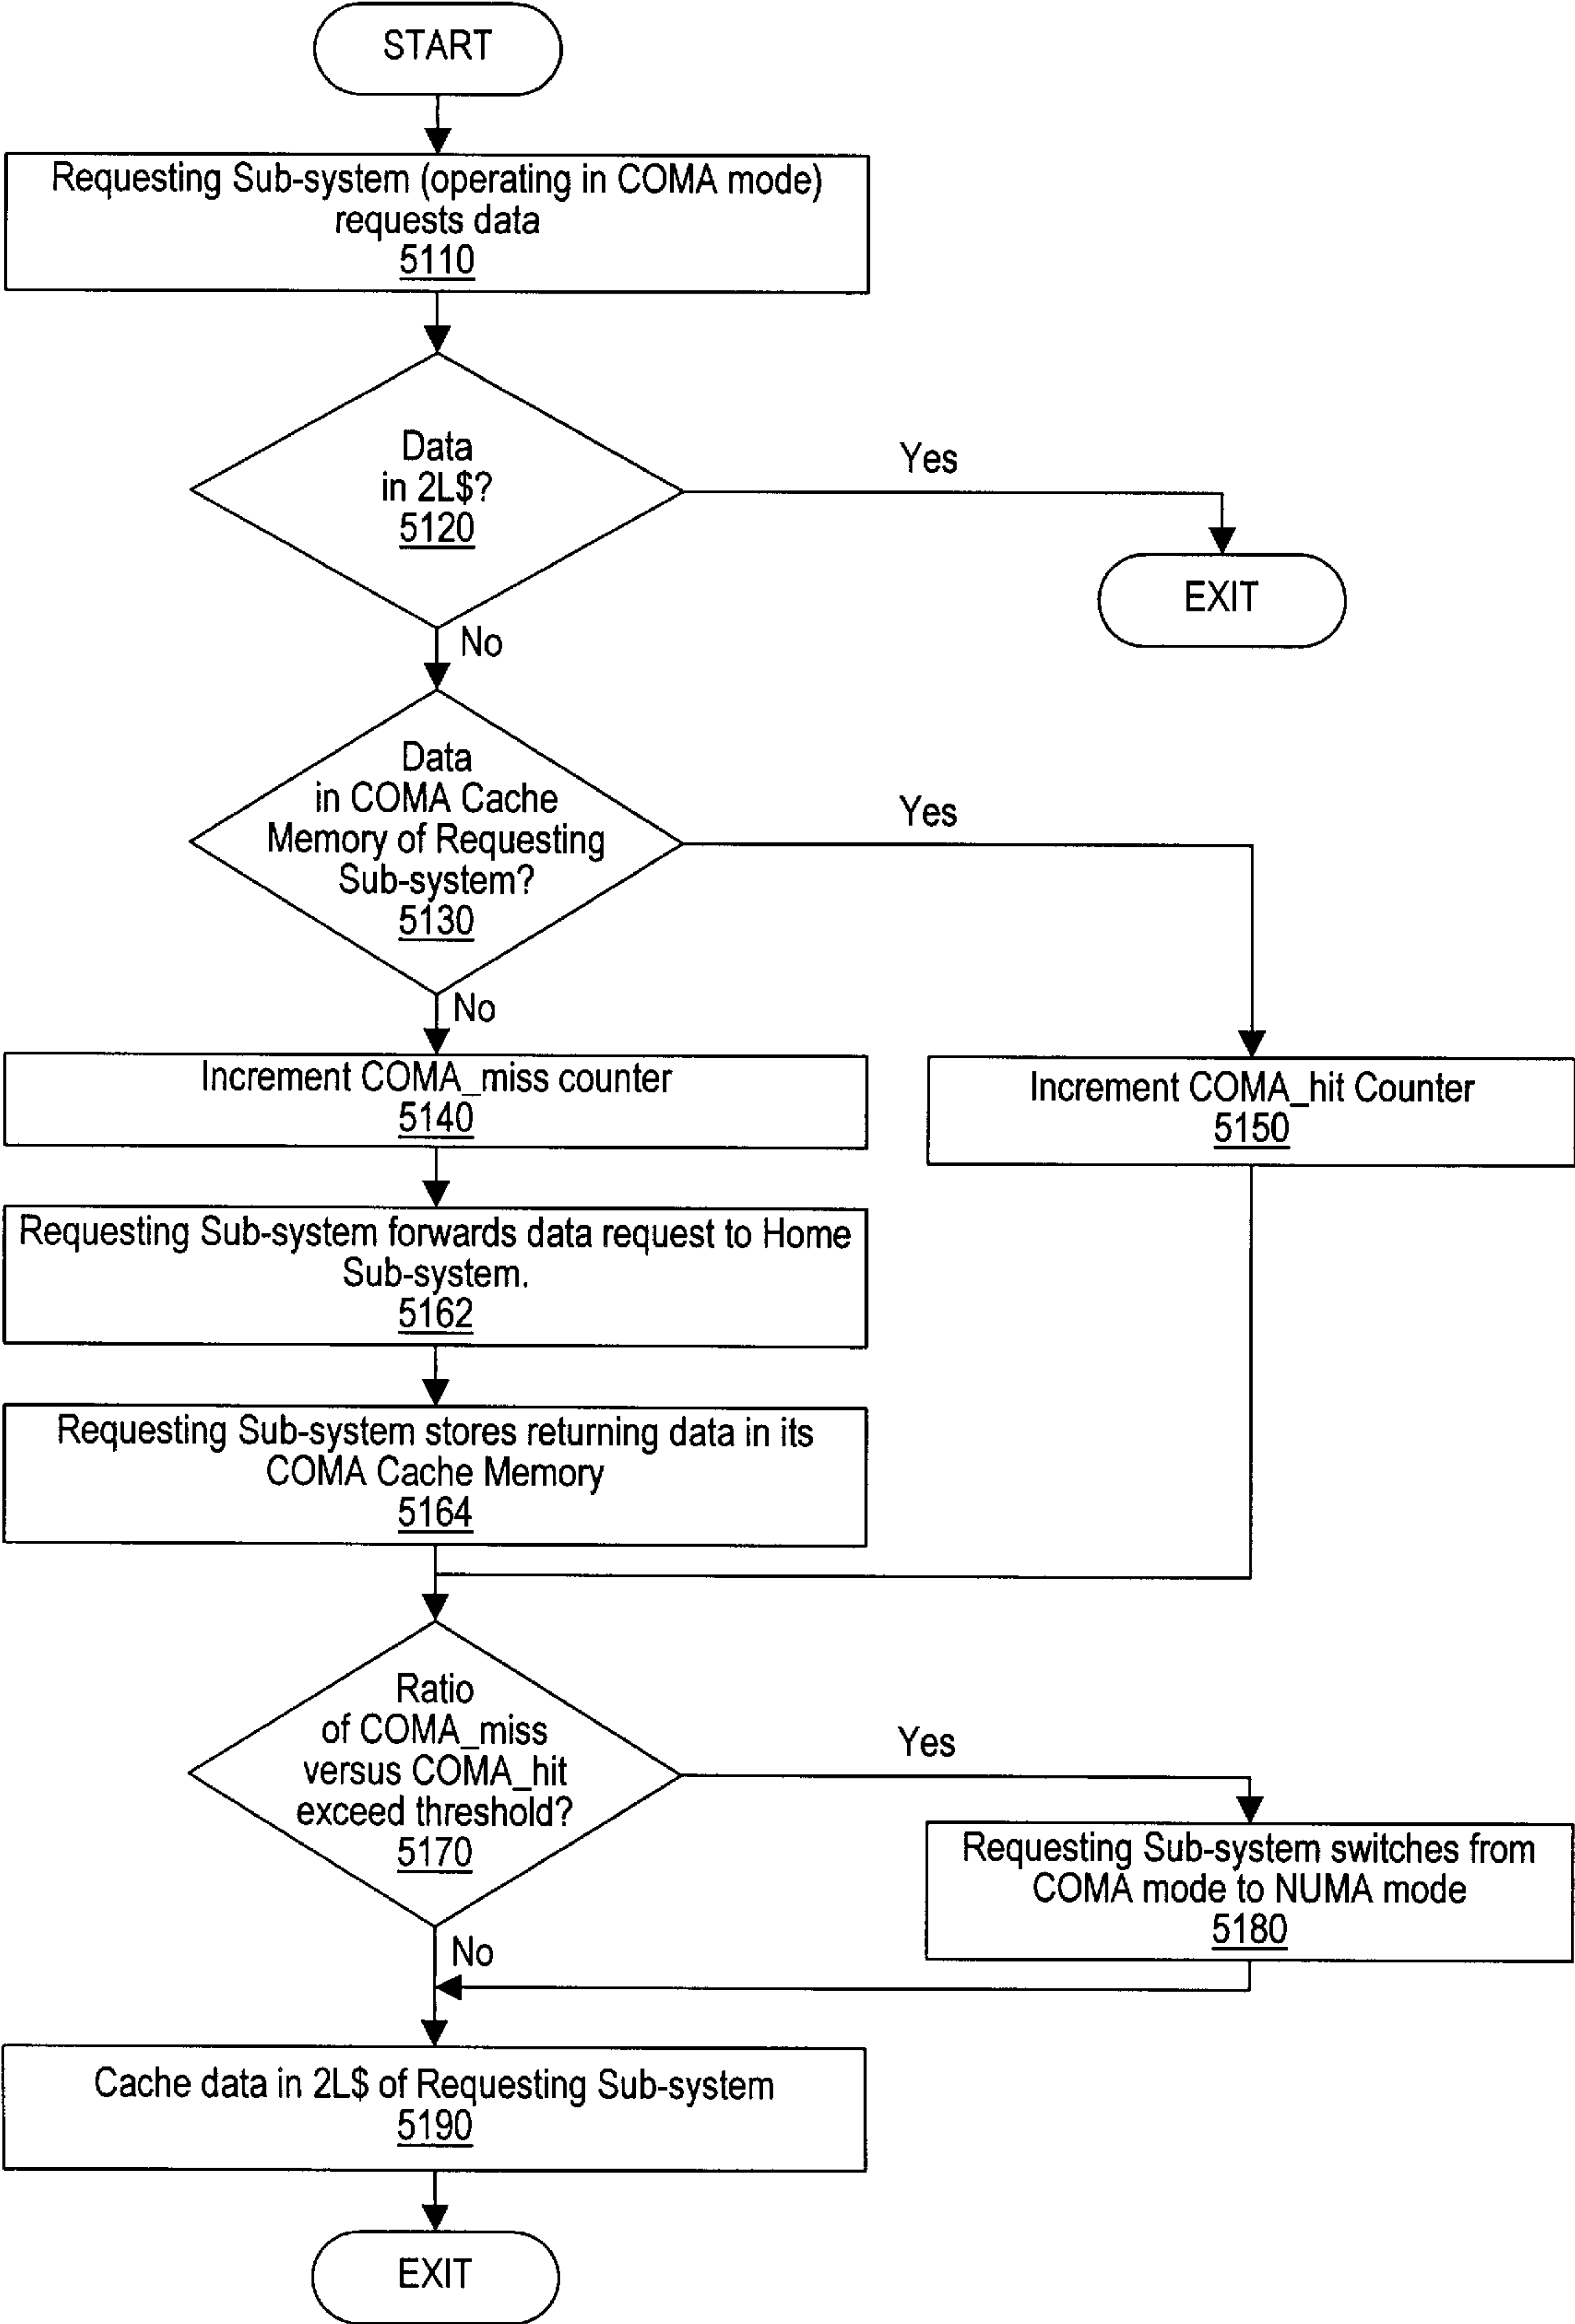 START
Requesting Sub-system (operating in COMA mode)
requests data
5110
Data
in 2L$?
5120
Yes
EXIT
No
Data
in COMA Cache
Memory of Requesting
Sub-system?
5130
Yes
No
Increment COMA_miss counter
5140
Increment COMA_hit Counter
5150
Requesting Sub-system forwards data request to Home
Sub-system.
5162
Requesting Sub-system stores returning data in its
COMA Cache Memory
5164
Ratio
of COMA_miss
versus COMA_hit
exceed threshold?
5170
Yes
Requesting Sub-system switches from
COMA mode to NUMA mode
5180
No
Cache data in 2L$ of Requesting Sub-system
5190
EXIT